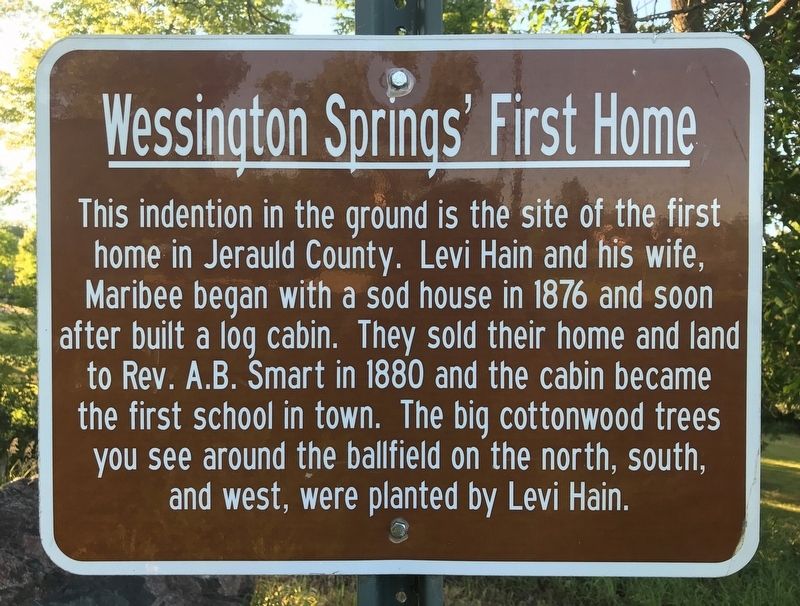 Wessington Springs' First Home
This indention in the ground is the site of the first
home in Jerauld County. Levi Hain and his wife,
Maribee began with a sod house in 1876 and soon
after built a log cabin. They sold their home and land
to Rev. A.B. Smart in 1880 and the cabin became
the first school in town. The big cottonwood trees
you see around the ballfield on the north, south,
and west, were planted by Levi Hain.